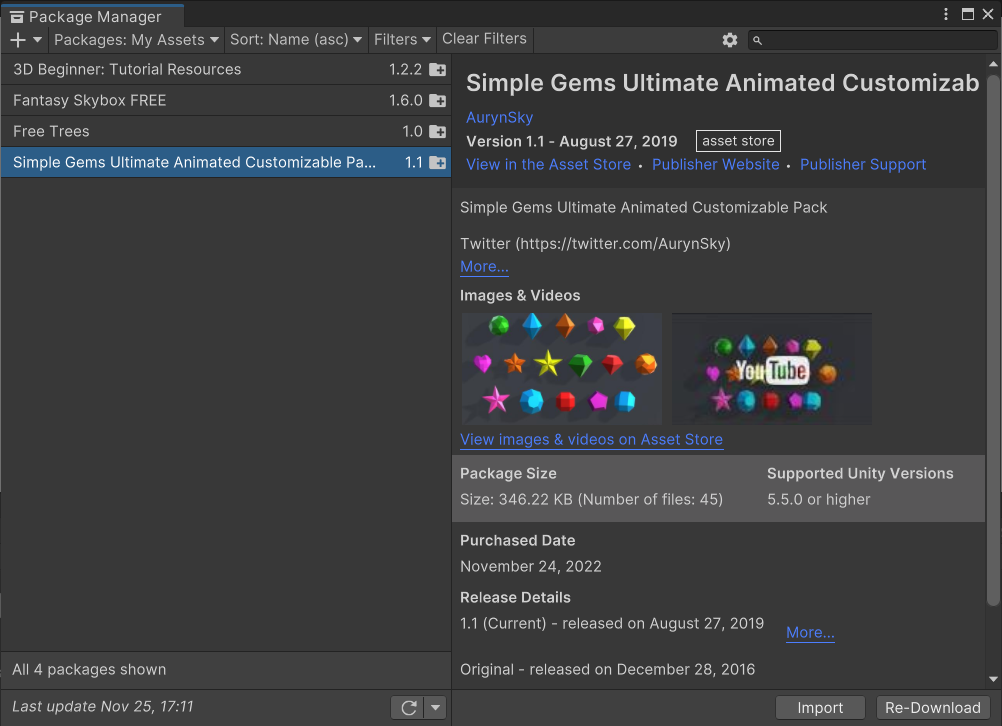 Package Manager
Packages: My Assets Sort: Name (asc) Filters Clear Filters
3D Beginner: Tutorial Resources 1.2.2
Fantasy Skybox FREE 1.6.0
Free Trees 1.0
Simple Gems Ultimate Animated Customizable Pa... 1.1
All 4 packages shown
Last update Nov 25, 17:11
Simple Gems Ultimate Animated Customizab
AurynSky
Version 1.1 - August 27, 2019 asset store
View in the Asset Store • Publisher Website • Publisher Support
Simple Gems Ultimate Animated Customizable Pack
Twitter (https://twitter.com/AurynSky)
More...
Images & Videos
YouTube
View images & videos on Asset Store
Package Size Supported Unity Versions
Size: 346.22 KB (Number of files: 45) 5.5.0 or higher
Purchased Date
November 24, 2022
Release Details
1.1 (Current) - released on August 27, 2019 More...
Original - released on December 28, 2016
Import Re-Download